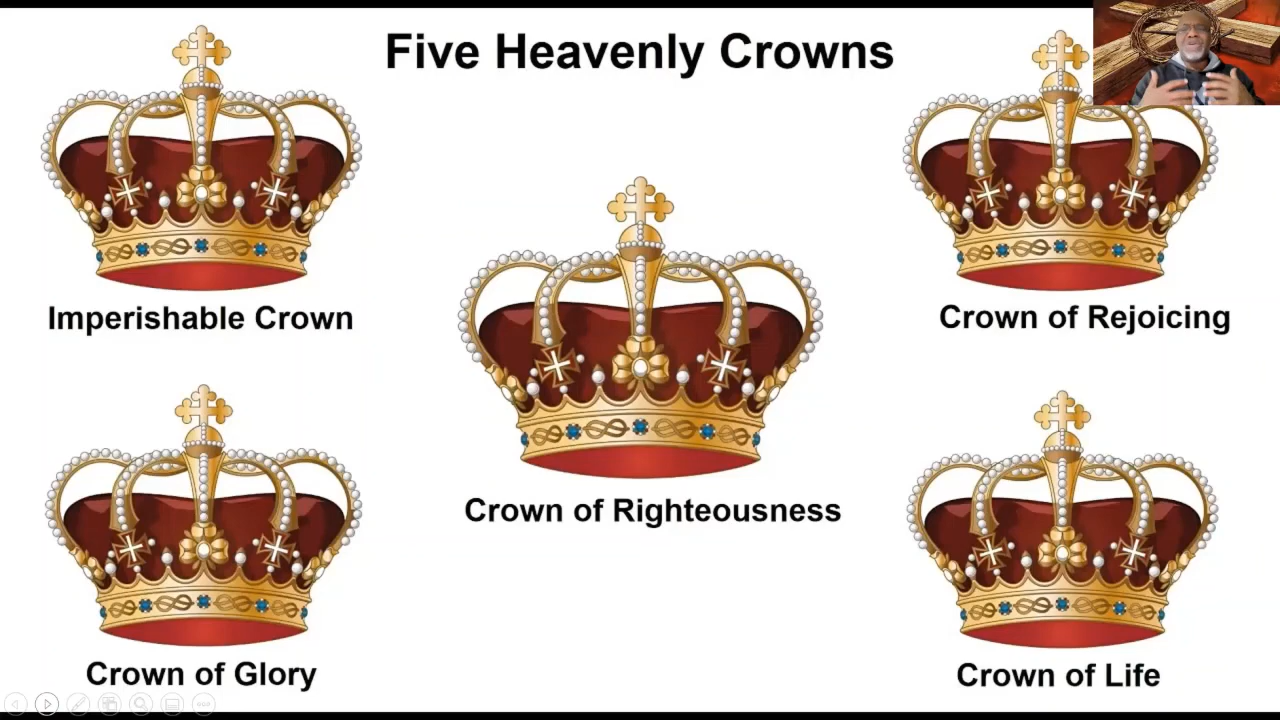 Five Heavenly Crowns
Imperishable Crown
Crown of Rejoicing
Crown of Righteousness
Crown of Glory
Crown of Life